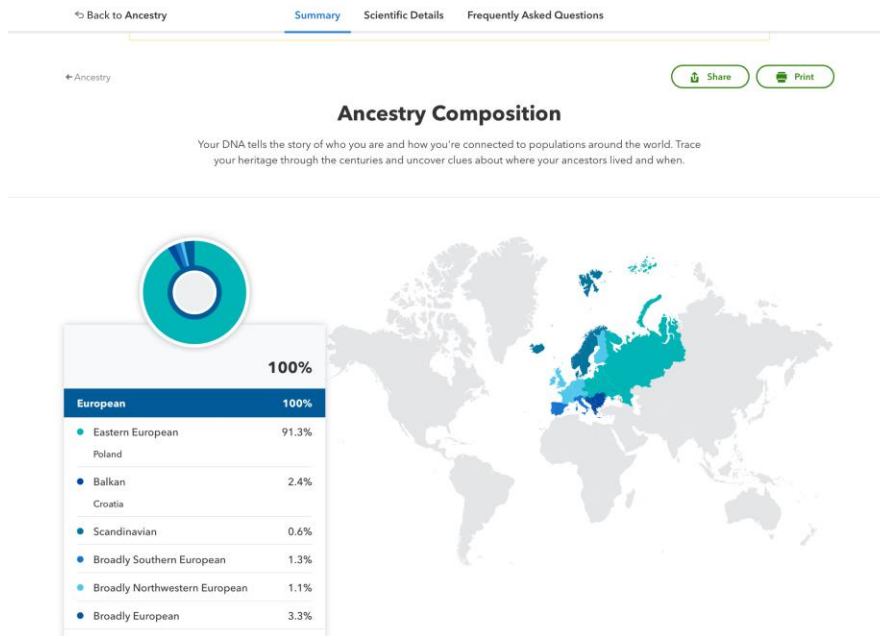 Back to Ancestry
Summary
Scientific Details
Frequently Asked Questions
Ancestry
Share
Print
Ancestry Composition
Your DNA tells the story of who you are and how you're connected to populations around the world. Trace
your heritage through the centuries and uncover clues about where your ancestors lived and when.
100%
European 100%
Eastern European 91.3%
Poland
Balkan 2.4%
Croatia
Scandinavian 0.6%
Broadly Southern European 1.3%
Broadly Northwestern European 1.1%
Broadly European 3.3%